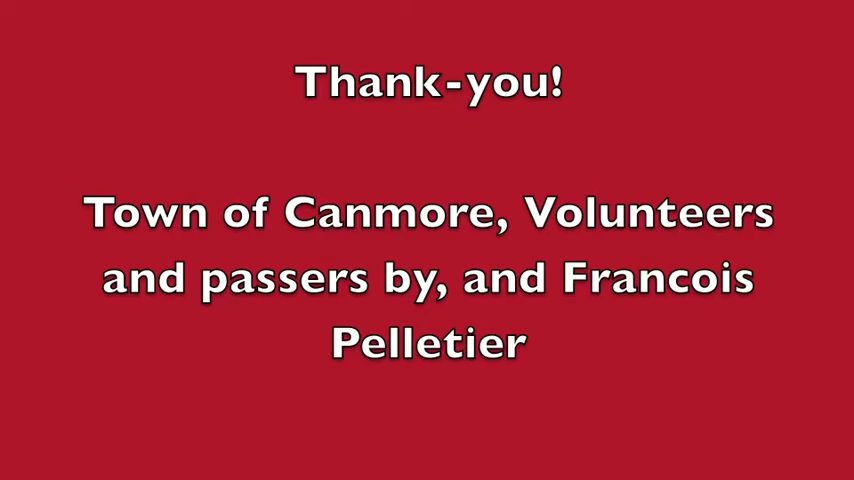 Thank-you!
Town of Canmore, Volunteers
and passers by, and Francois
Pelletier